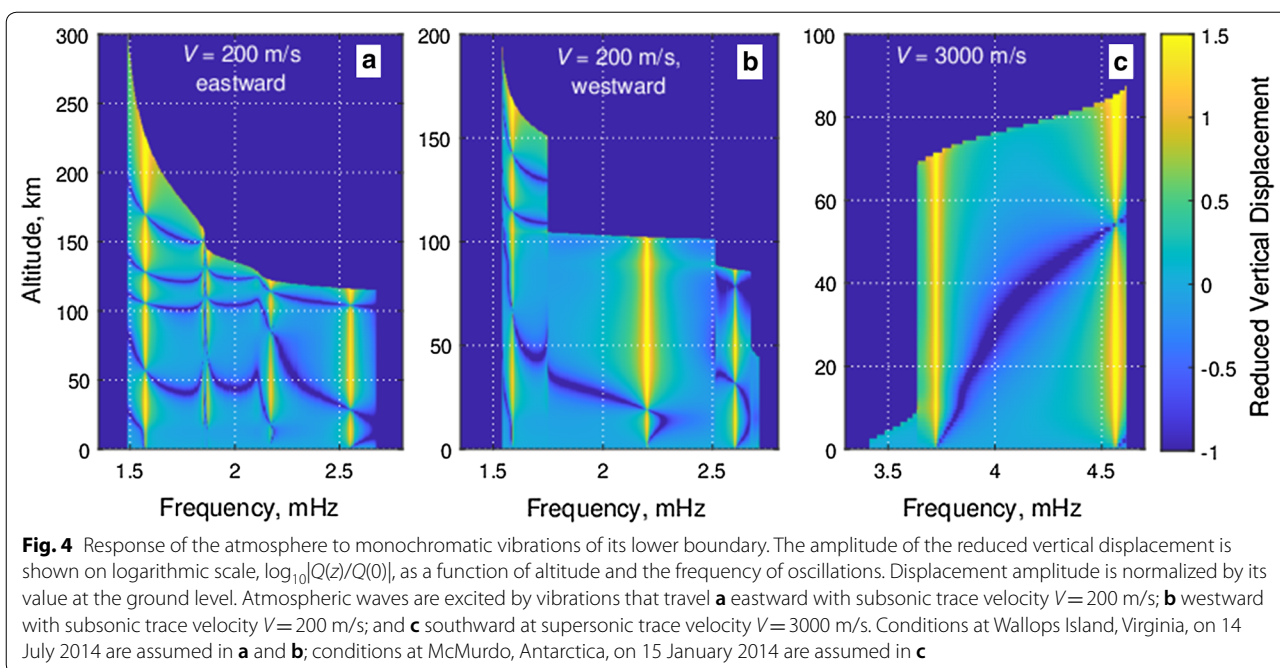 V = 200 m/s
eastward
a
300
250
200
150
100
50
0
1.5
2
2.5
Altitude, km
Frequency, mHz
V = 200 m/s,
westward
b
200
150
100
50
0
1.5
2
2.5
Frequency, mHz
V = 3000 m/s
c
100
80
60
40
20
0
3.5
4
4.5
Frequency, mHz
1.5
1
0.5
0
-0.5
-1
Reduced Vertical Displacement
Fig. 4 Response of the atmosphere to monochromatic vibrations of its lower boundary. The amplitude of the reduced vertical displacement is
shown on logarithmic scale, log₁₀|Q(z)/Q(0)|, as a function of altitude and the frequency of oscillations. Displacement amplitude is normalized by its
value at the ground level. Atmospheric waves are excited by vibrations that travel a eastward with subsonic trace velocity V = 200 m/s; b westward
with subsonic trace velocity V = 200 m/s; and c southward at supersonic trace velocity V = 3000 m/s. Conditions at Wallops Island, Virginia, on 14
July 2014 are assumed in a and b; conditions at McMurdo, Antarctica, on 15 January 2014 are assumed in c